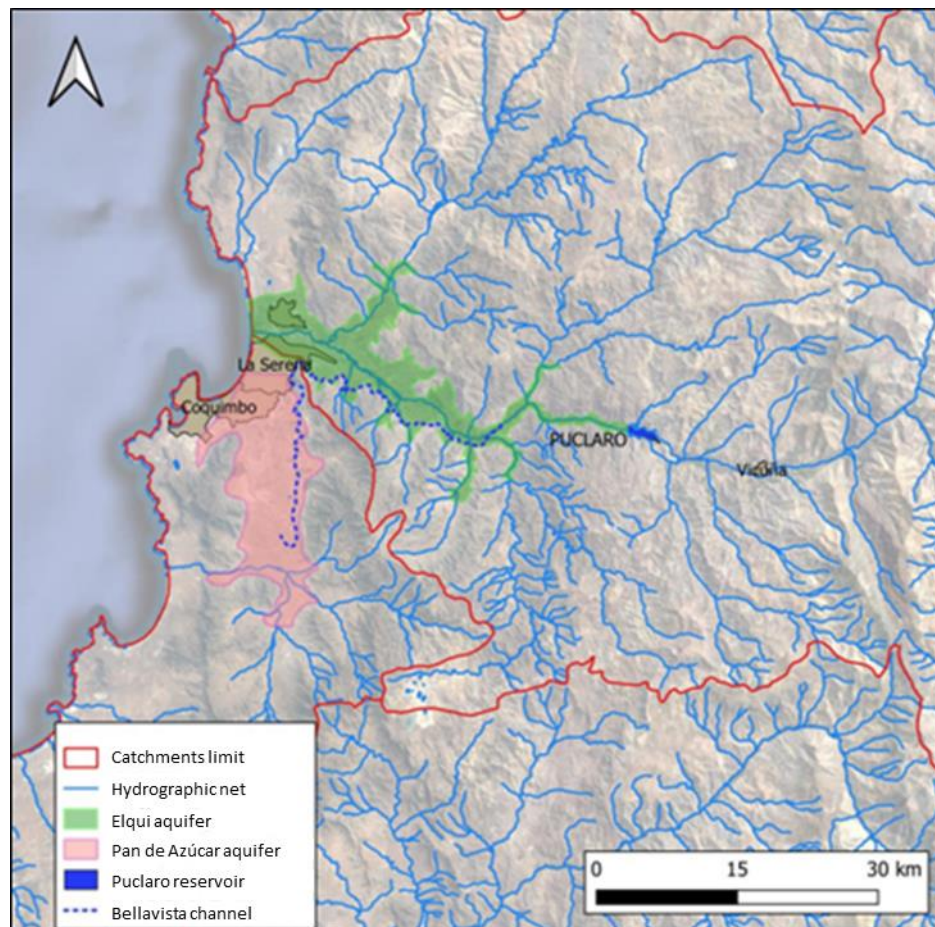 La Serena
Coquimbo
PUCLARO
Vicuña
Catchments limit
Hydrographic net
Elqui aquifer
Pan de Azúcar aquifer
Puclaro reservoir
Bellavista channel
0 15 30 km